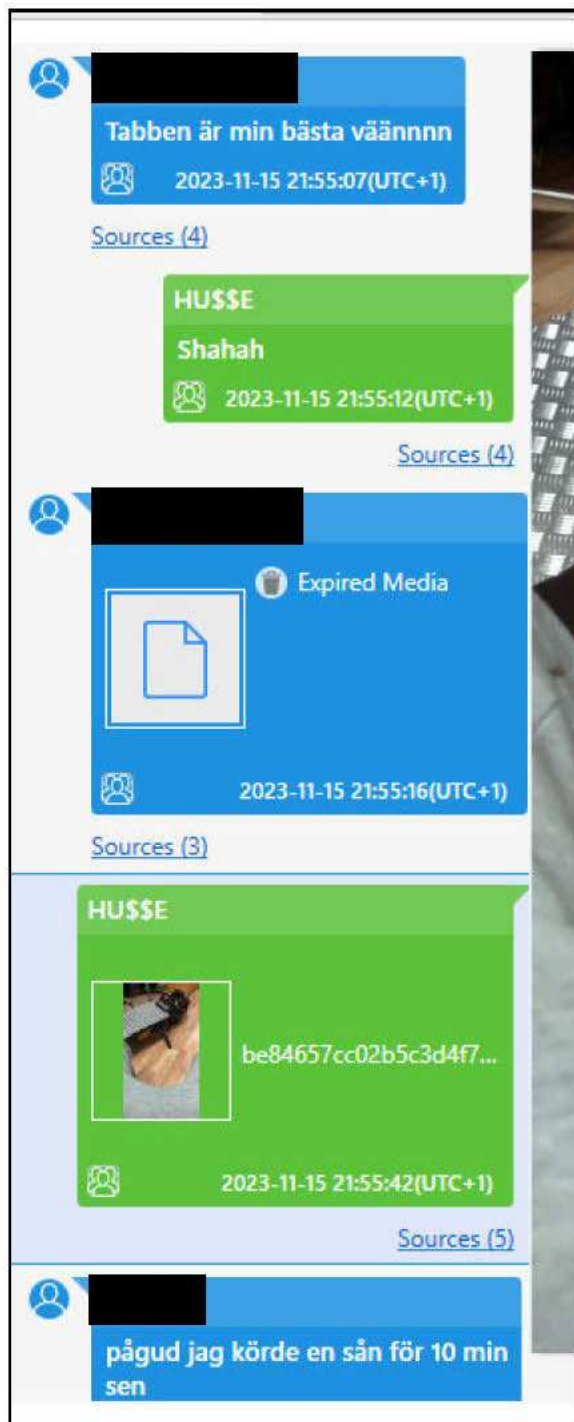 Tabben är min bästa väännnn
2023-11-15 21:55:07(UTC+1)
Sources (4)
HU$$E
Shahah
2023-11-15 21:55:12(UTC+1)
Sources (4)
Expired Media
2023-11-15 21:55:16(UTC+1)
Sources (3)
HU$$E
be84657cc02b5c3d4f7...
2023-11-15 21:55:42(UTC+1)
Sources (5)
pågud jag körde en sån för 10 min
sen